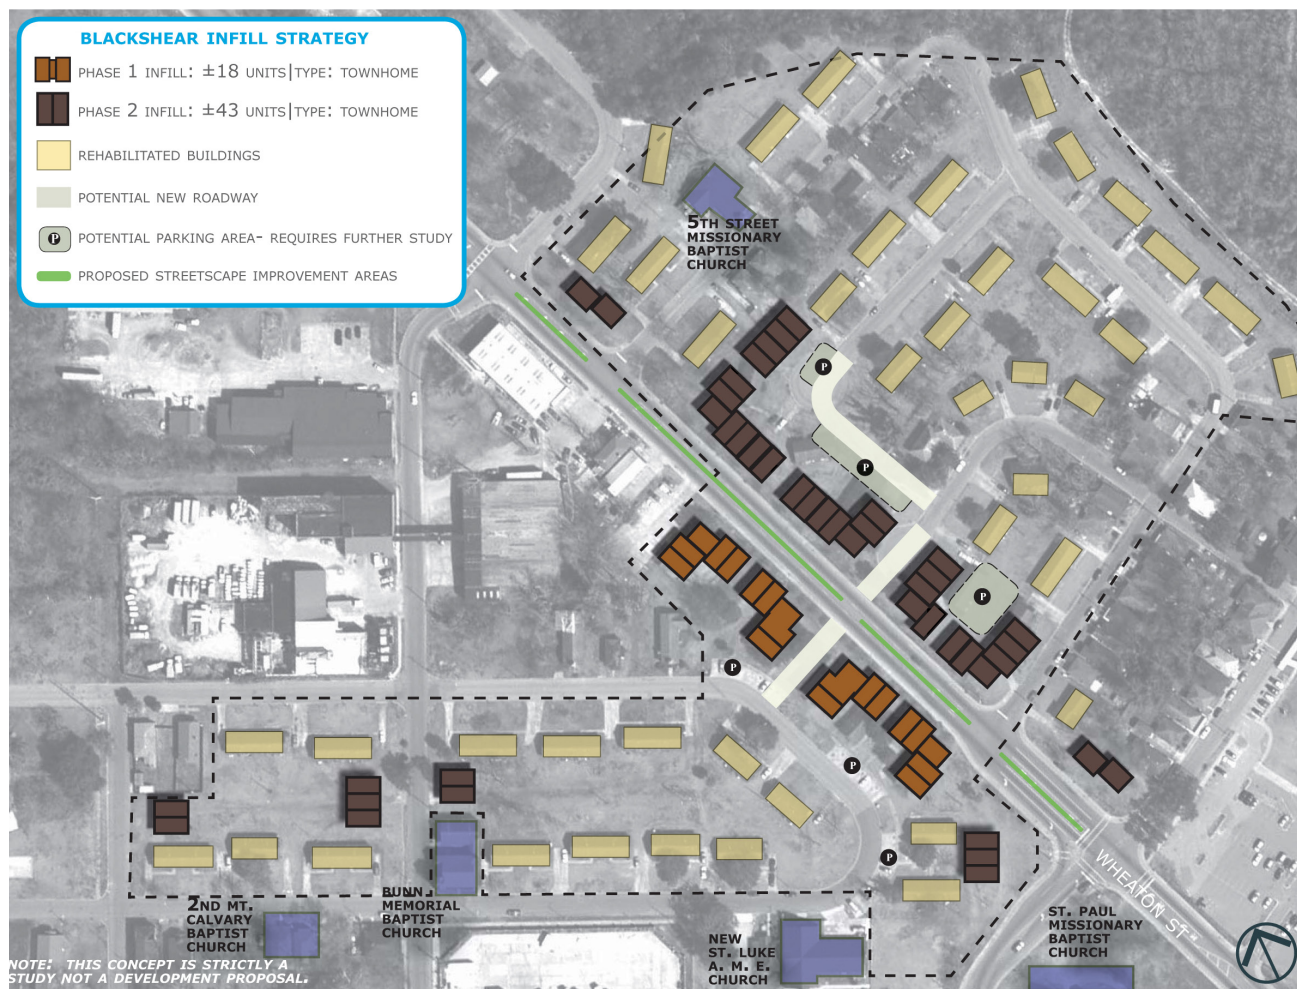 BLACKSHEAR INFILL STRATEGY
PHASE 1 INFILL: ±18 UNITS|TYPE: TOWNHOME
PHASE 2 INFILL: ±43 UNITS|TYPE: TOWNHOME
REHABILITATED BUILDINGS
POTENTIAL NEW ROADWAY
P
POTENTIAL PARKING AREA- REQUIRES FURTHER STUDY
PROPOSED STREETSCAPE IMPROVEMENT AREAS
5TH STREET
MISSIONARY
BAPTIST
CHURCH
P
P
P
P
P
P
WHEATON ST
2ND MT.
CALVARY
BAPTIST
CHURCH
BUNN
MEMORIAL
BAPTIST
CHURCH
NEW
ST. LUKE
A. M. E.
CHURCH
ST. PAUL
MISSIONARY
BAPTIST
CHURCH
NOTE: THIS CONCEPT IS STRICTLY A
STUDY NOT A DEVELOPMENT PROPOSAL.